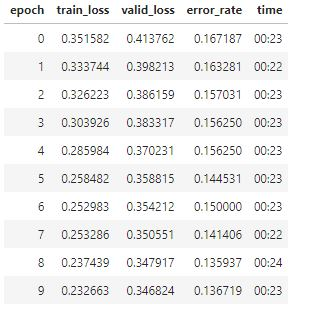 epoch train_loss valid_loss error_rate time
0 0.351582 0.413762 0.167187 00:23
1 0.333744 0.398213 0.163281 00:22
2 0.326223 0.386159 0.157031 00:23
3 0.303926 0.383317 0.156250 00:23
4 0.285984 0.370231 0.156250 00:23
5 0.258482 0.358815 0.144531 00:23
6 0.252983 0.354212 0.150000 00:23
7 0.253286 0.350551 0.141406 00:22
8 0.237439 0.347917 0.135937 00:24
9 0.232663 0.346824 0.136719 00:23